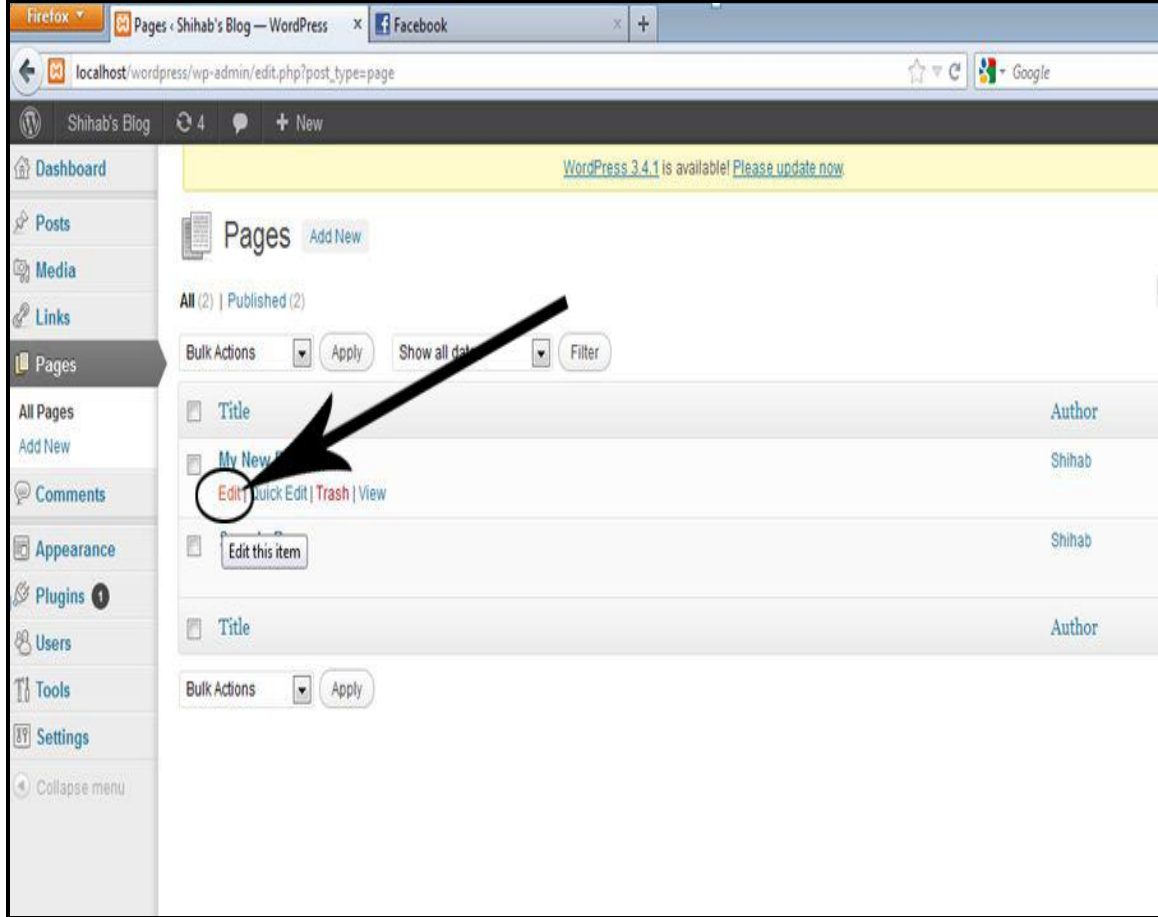 Firefox
Pages ‹ Shihab's Blog — WordPress x Facebook x +
localhost/wordpress/wp-admin/edit.php?post_type=page Google
Shihab's Blog 4 + New
Dashboard
WordPress 3.4.1 is available! Please update now.
Posts
Pages Add New
Media
All (2) | Published (2)
Links
Bulk Actions Apply Show all Filter
Pages
All Pages
Title Author
Add New
My New Shihab
Edit | Quick Edit | Trash | View
Comments
Shihab
Edit this item
Appearance
Plugins 1
Title Author
Users
Tools
Bulk Actions Apply
Settings
Collapse menu